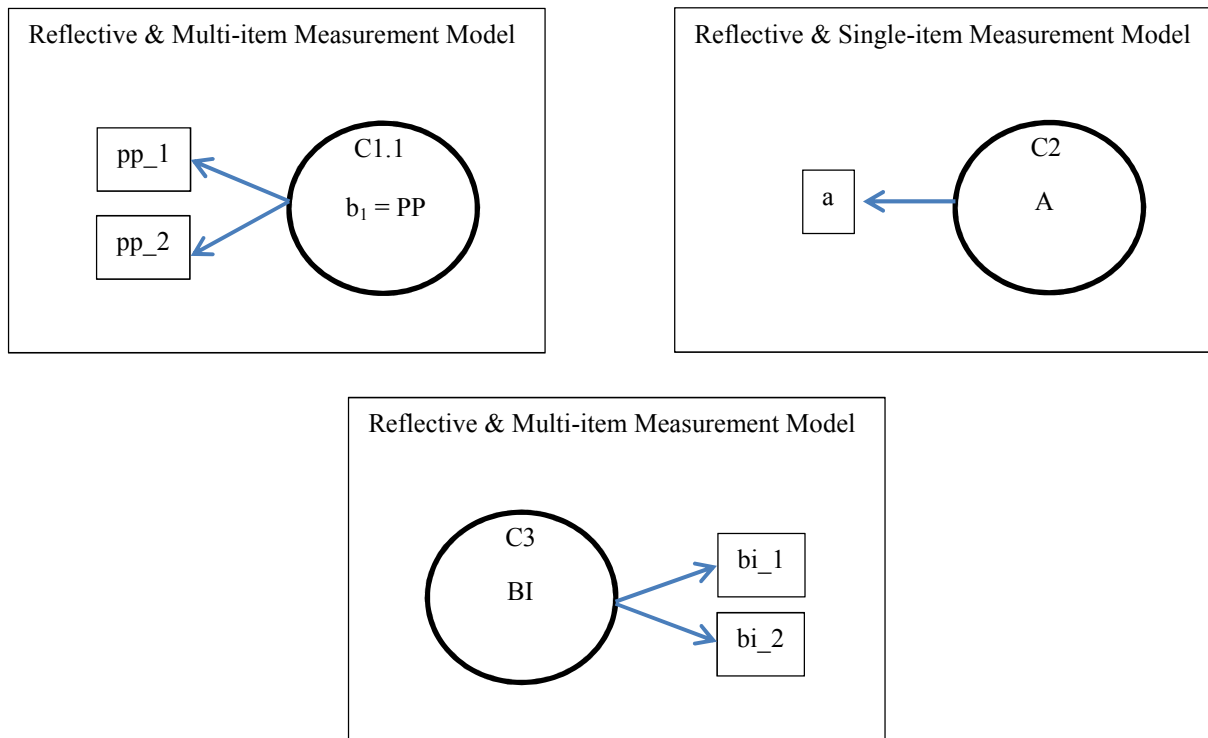 Reflective & Multi-item Measurement Model
pp_1
pp_2
C1.1
b₁ = PP
Reflective & Single-item Measurement Model
a
C2
A
Reflective & Multi-item Measurement Model
C3
BI
bi_1
bi_2